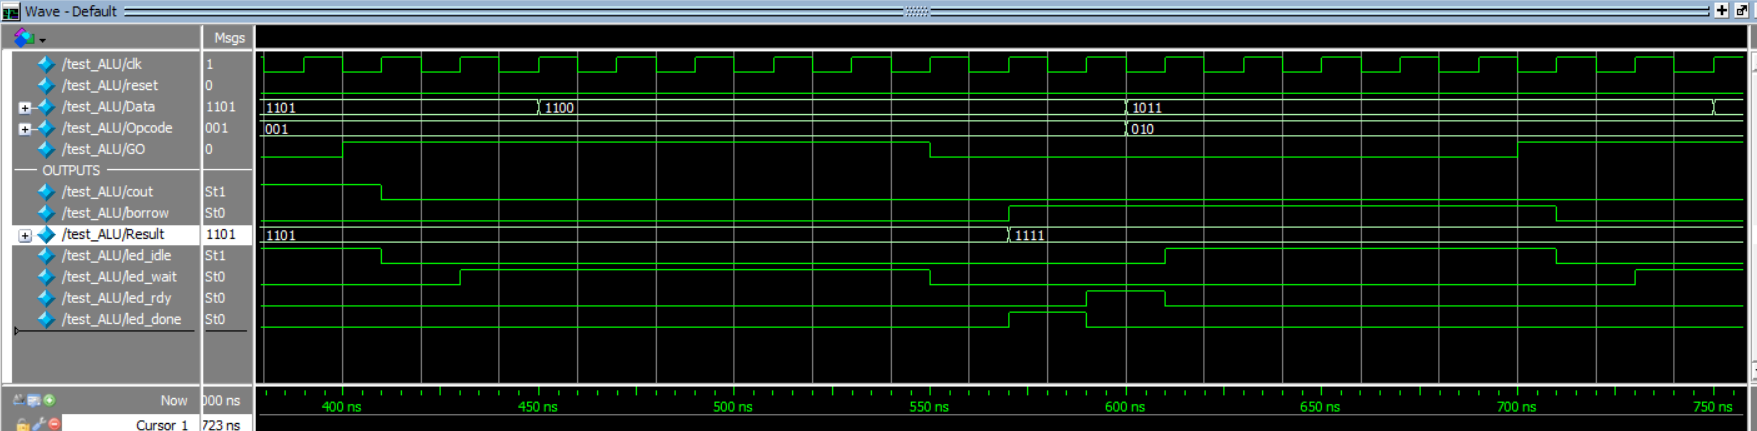 Wave - Default
Msgs
/test_ALU/clk 1
/test_ALU/reset 0
/test_ALU/Data 1101 1101 1100 1011
/test_ALU/Opcode 001 001 010
/test_ALU/GO 0
OUTPUTS
/test_ALU/cout St1
/test_ALU/borrow St0
/test_ALU/Result 1101 1101 1111
/test_ALU/led_idle St1
/test_ALU/led_wait St0
/test_ALU/led_rdy St0
/test_ALU/led_done St0
Now 000 ns 400 ns 450 ns 500 ns 550 ns 600 ns 650 ns 700 ns 750 ns
Cursor 1 723 ns